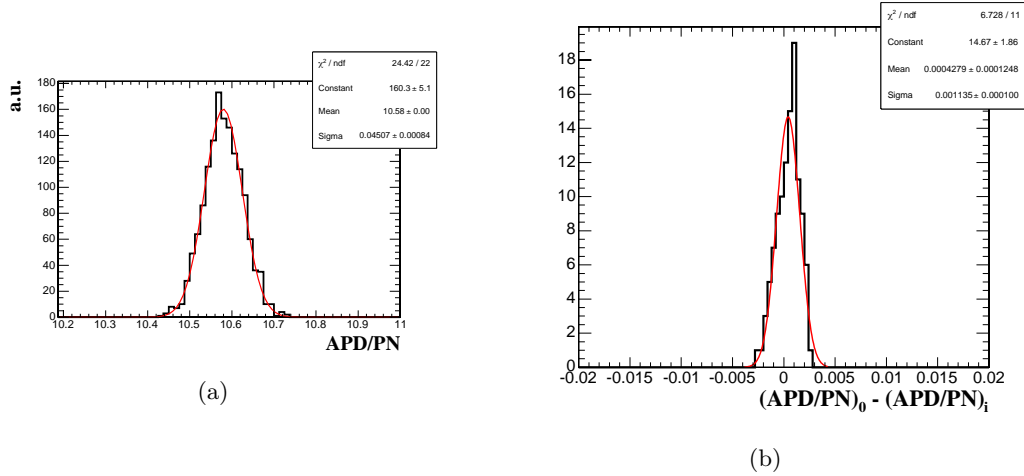 χ² / ndf 24.42 / 22
Constant 160.3 ± 5.1
Mean 10.58 ± 0.00
Sigma 0.04507 ± 0.00084
a.u.
180
160
140
120
100
80
60
40
20
0
10.2 10.3 10.4 10.5 10.6 10.7 10.8 10.9 11
APD/PN
(a)
χ² / ndf 6.728 / 11
Constant 14.67 ± 1.86
Mean 0.0004279 ± 0.0001248
Sigma 0.001135 ± 0.000100
18
16
14
12
10
8
6
4
2
0
-0.02 -0.015 -0.01 -0.005 0 0.005 0.01 0.015 0.02
(APD/PN)₀ - (APD/PN)ᵢ
(b)